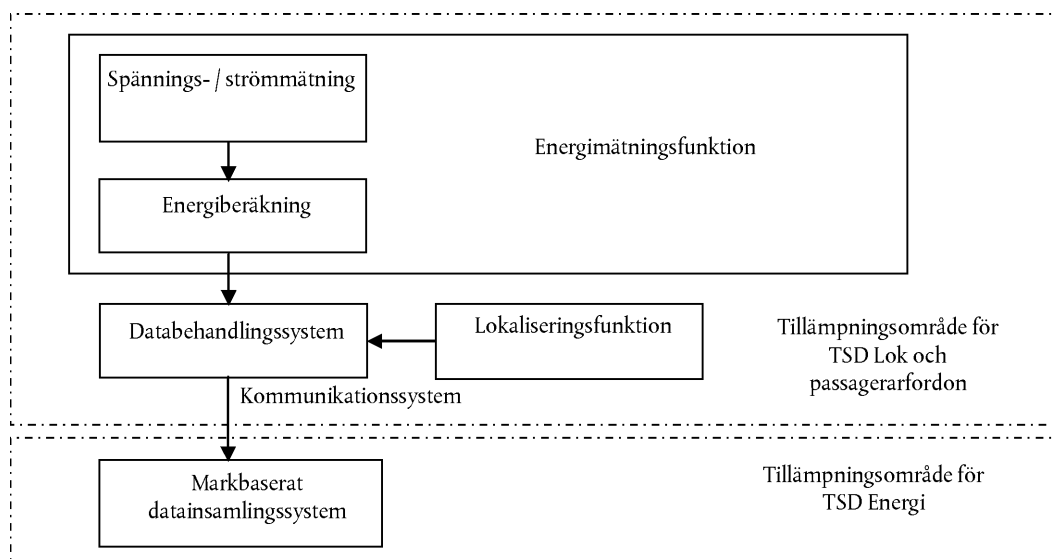 Spännings- / strömmätning
Energimätningsfunktion
Energiberäkning
Databehandlingssystem
Lokaliseringsfunktion
Tillämpningsområde för
TSD Lok och
passagerarfordon
Kommunikationssystem
Markbaserat
datainsamlingssystem
Tillämpningsområde för
TSD Energi